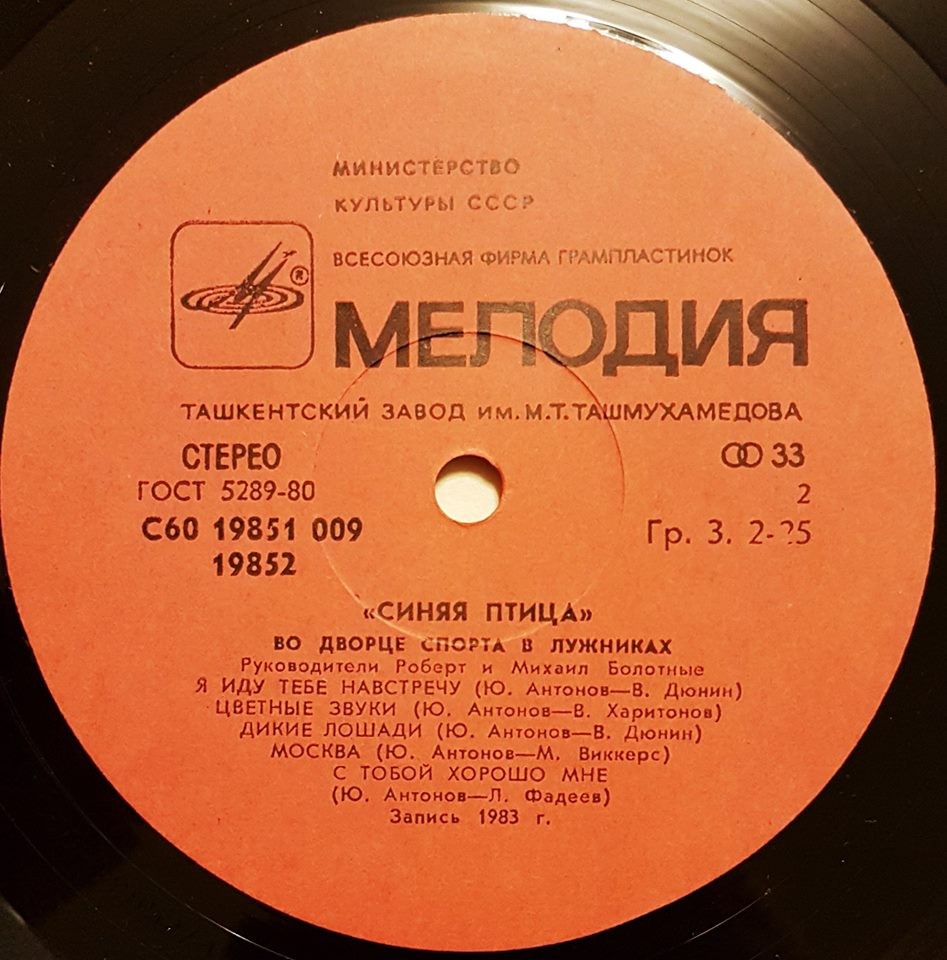 МИНИСТЕРСТВО
КУЛЬТУРЫ СССР
ВСЕСОЮЗНАЯ ФИРМА ГРАМПЛАСТИНОК
®
МЕЛОДИЯ
ТАШКЕНТСКИЙ ЗАВОД ИМ. М.Т.ТАШМУХАМЕДОВА
СТЕРЕО
33
ГОСТ 5289-80
2
С60 19851 009
Гр. 3.
19852
«СИНЯЯ ПТИЦА»
ВО ДВОРЦЕ СПОРТА В ЛУЖНИКАХ
Руководители Роберт и Михаил Болотные
Я ИДУ ТЕБЕ НАВСТРЕЧУ (Ю. Антонов—В. Дюнин)
ЦВЕТНЫЕ ЗВУКИ (Ю. Антонов—В. Харитонов)
ДИКИЕ ЛОШАДИ (Ю. Антонов—В. Дюнин)
МОСКВА (Ю. Антонов—М. Виккерс)
С ТОБОЙ ХОРОШО МНЕ
(Ю. Антонов—Л. Фадеев)
Запись 1983 г.